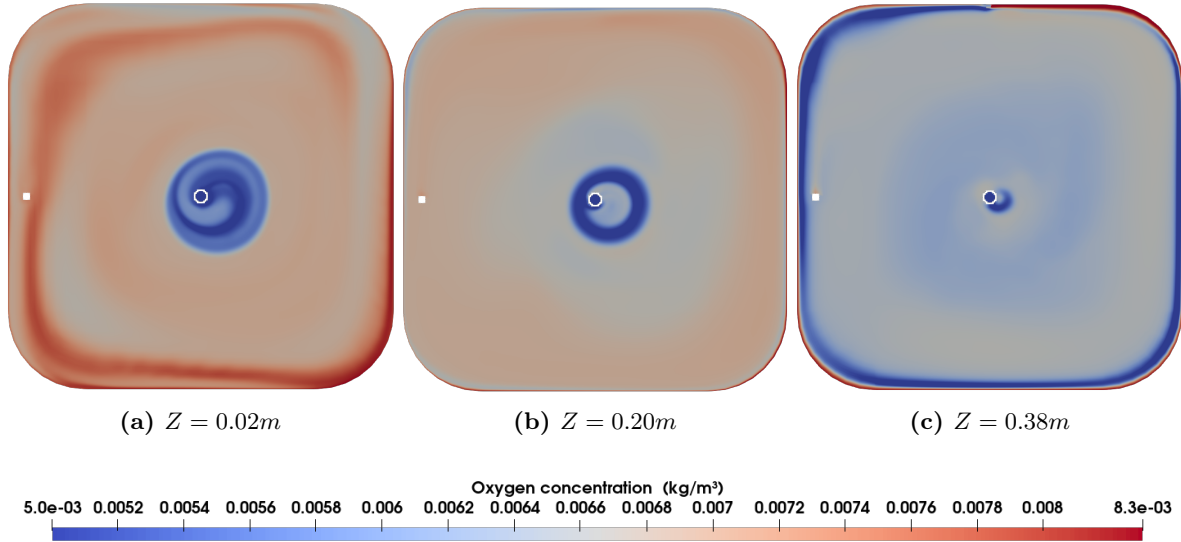 (a) Z = 0.02m
(b) Z = 0.20m
(c) Z = 0.38m
Oxygen concentration (kg/m³)
5.0e-03 0.0052 0.0054 0.0056 0.0058 0.006 0.0062 0.0064 0.0066 0.0068 0.007 0.0072 0.0074 0.0076 0.0078 0.008 8.3e-03